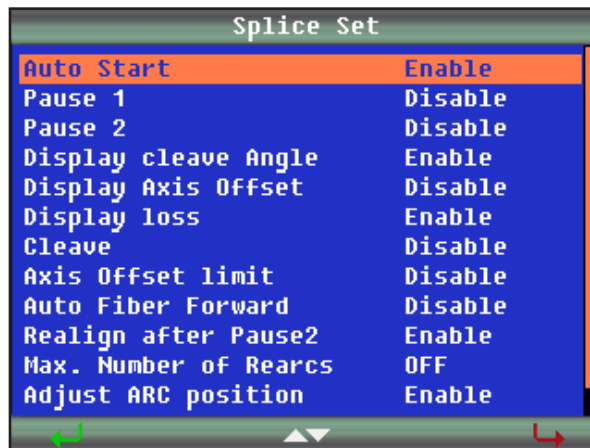 Splice Set
Auto Start Enable
Pause 1 Disable
Pause 2 Disable
Display cleave Angle Enable
Display Axis Offset Disable
Display loss Enable
Cleave Disable
Axis Offset limit Disable
Auto Fiber Forward Disable
Realign after Pause2 Enable
Max. Number of Rearcs OFF
Adjust ARC position Enable